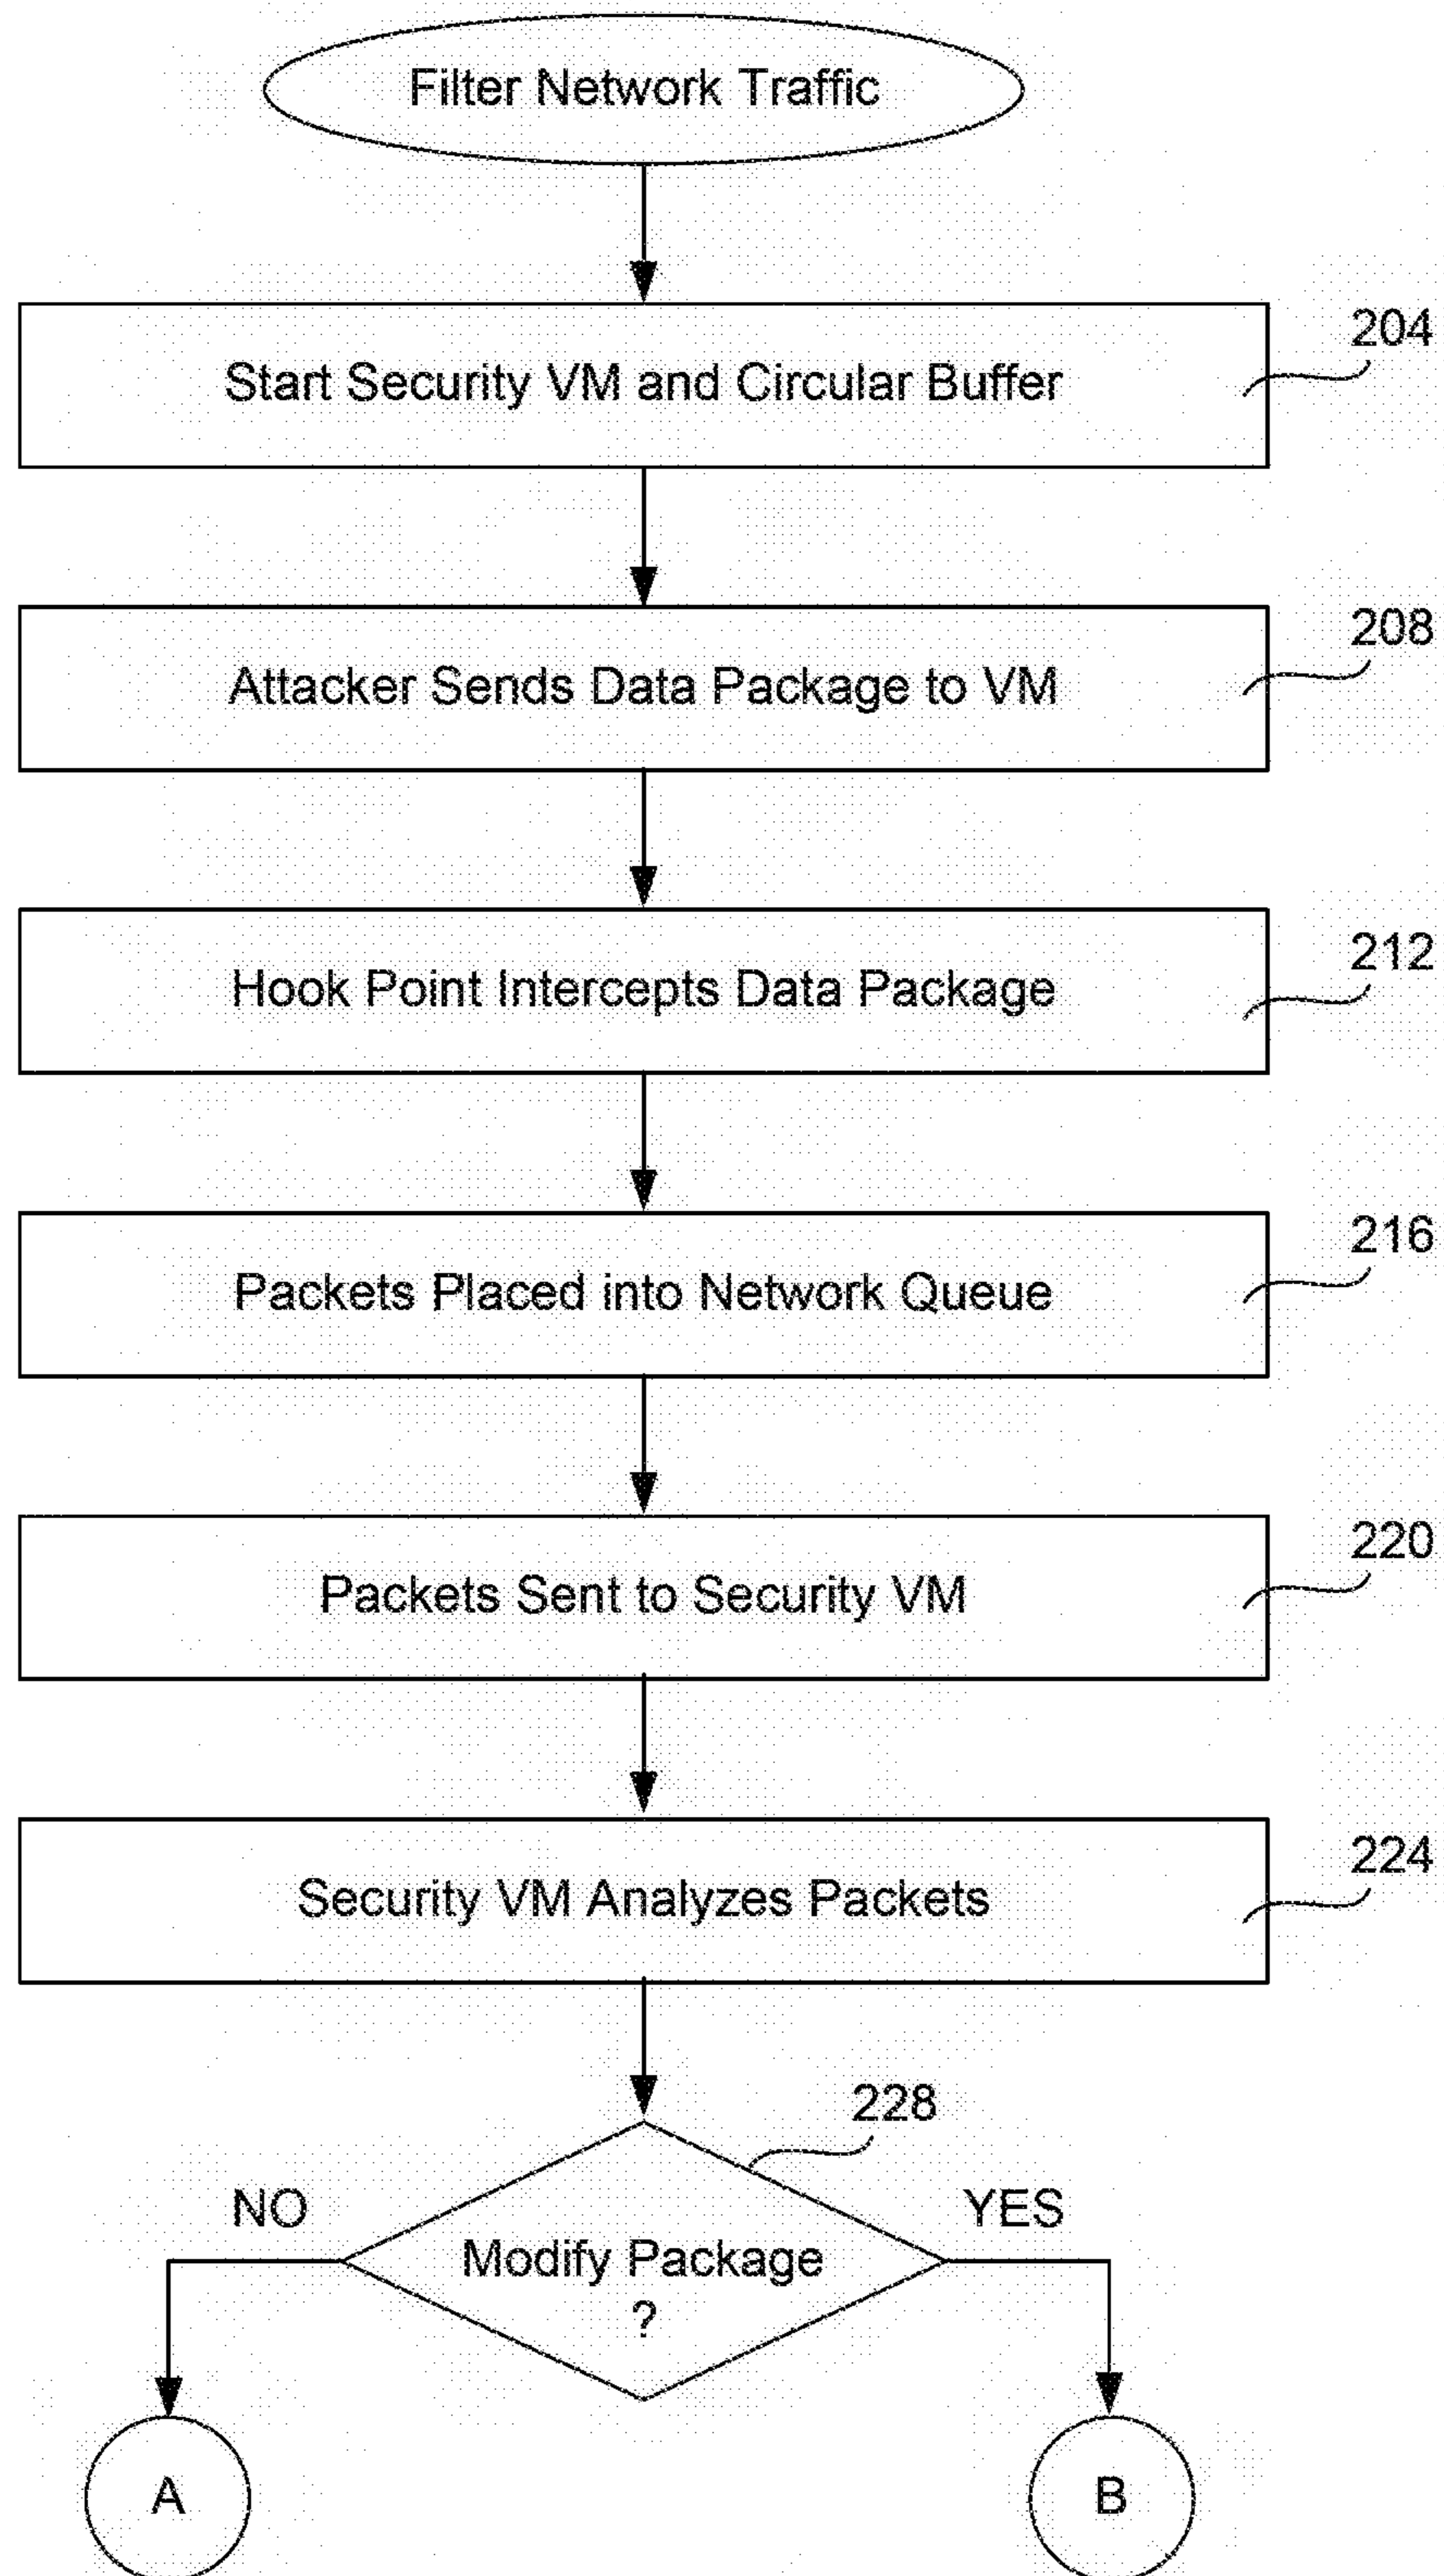 Filter Network Traffic
204
Start Security VM and Circular Buffer
208
Attacker Sends Data Package to VM
212
Hook Point Intercepts Data Package
216
Packets Placed into Network Queue
220
Packets Sent to Security VM
224
Security VM Analyzes Packets
228
NO
YES
Modify Package
?
A
B